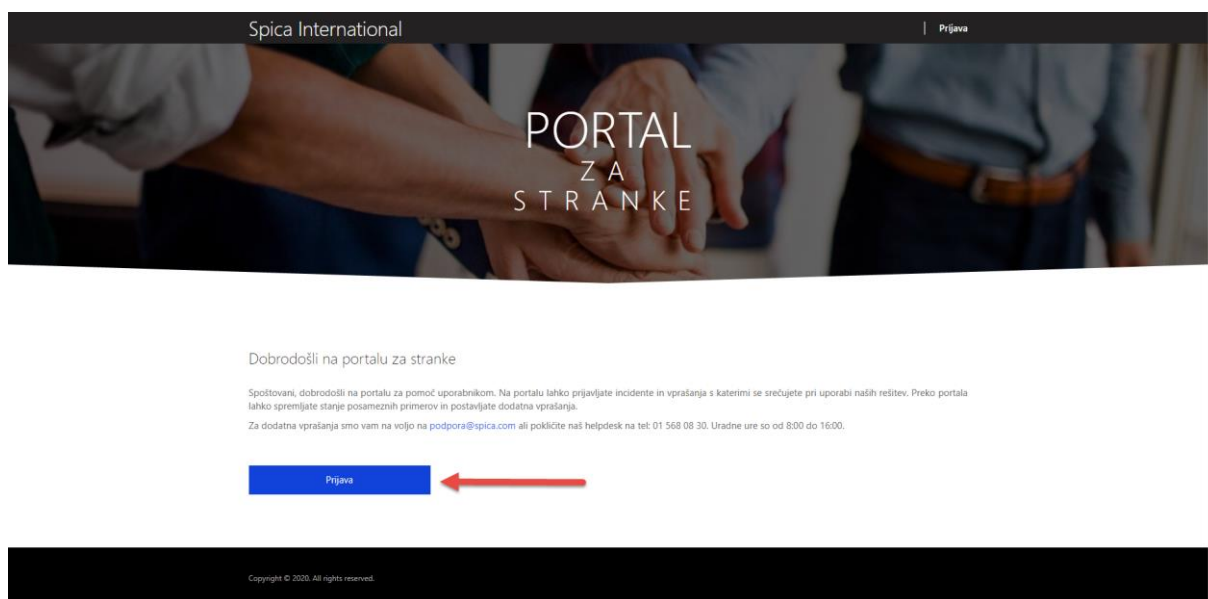 Spica International
Prijava
PORTAL
ZA
STRANKE
Dobrodošli na portalu za stranke
Spoštovani, dobrodošli na portalu za pomoč uporabnikom. Na portalu lahko prijavljate incidente in vprašanja s katerimi se srečujete pri uporabi naših rešitev. Preko portala
lahko spremljate stanje posameznih primerov in postavljate dodatna vprašanja.
Za dodatna vprašanja smo vam na voljo na podpora@spica.com ali pokličite naš helpdesk na tel: 01 568 08 30. Uradne ure so od 8:00 do 16:00.
Prijava
Copyright © 2020. All rights reserved.